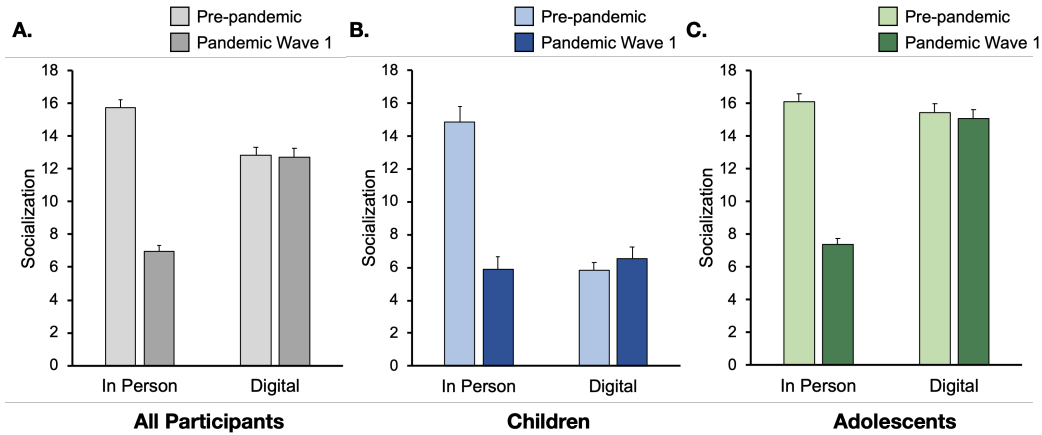 A.
Pre-pandemic
Pandemic Wave 1
Socialization
18
16
14
12
10
8
6
4
2
0
In Person Digital
All Participants
B.
Pre-pandemic
Pandemic Wave 1
Socialization
18
16
14
12
10
8
6
4
2
0
In Person Digital
Children
C.
Pre-pandemic
Pandemic Wave 1
Socialization
18
16
14
12
10
8
6
4
2
0
In Person Digital
Adolescents